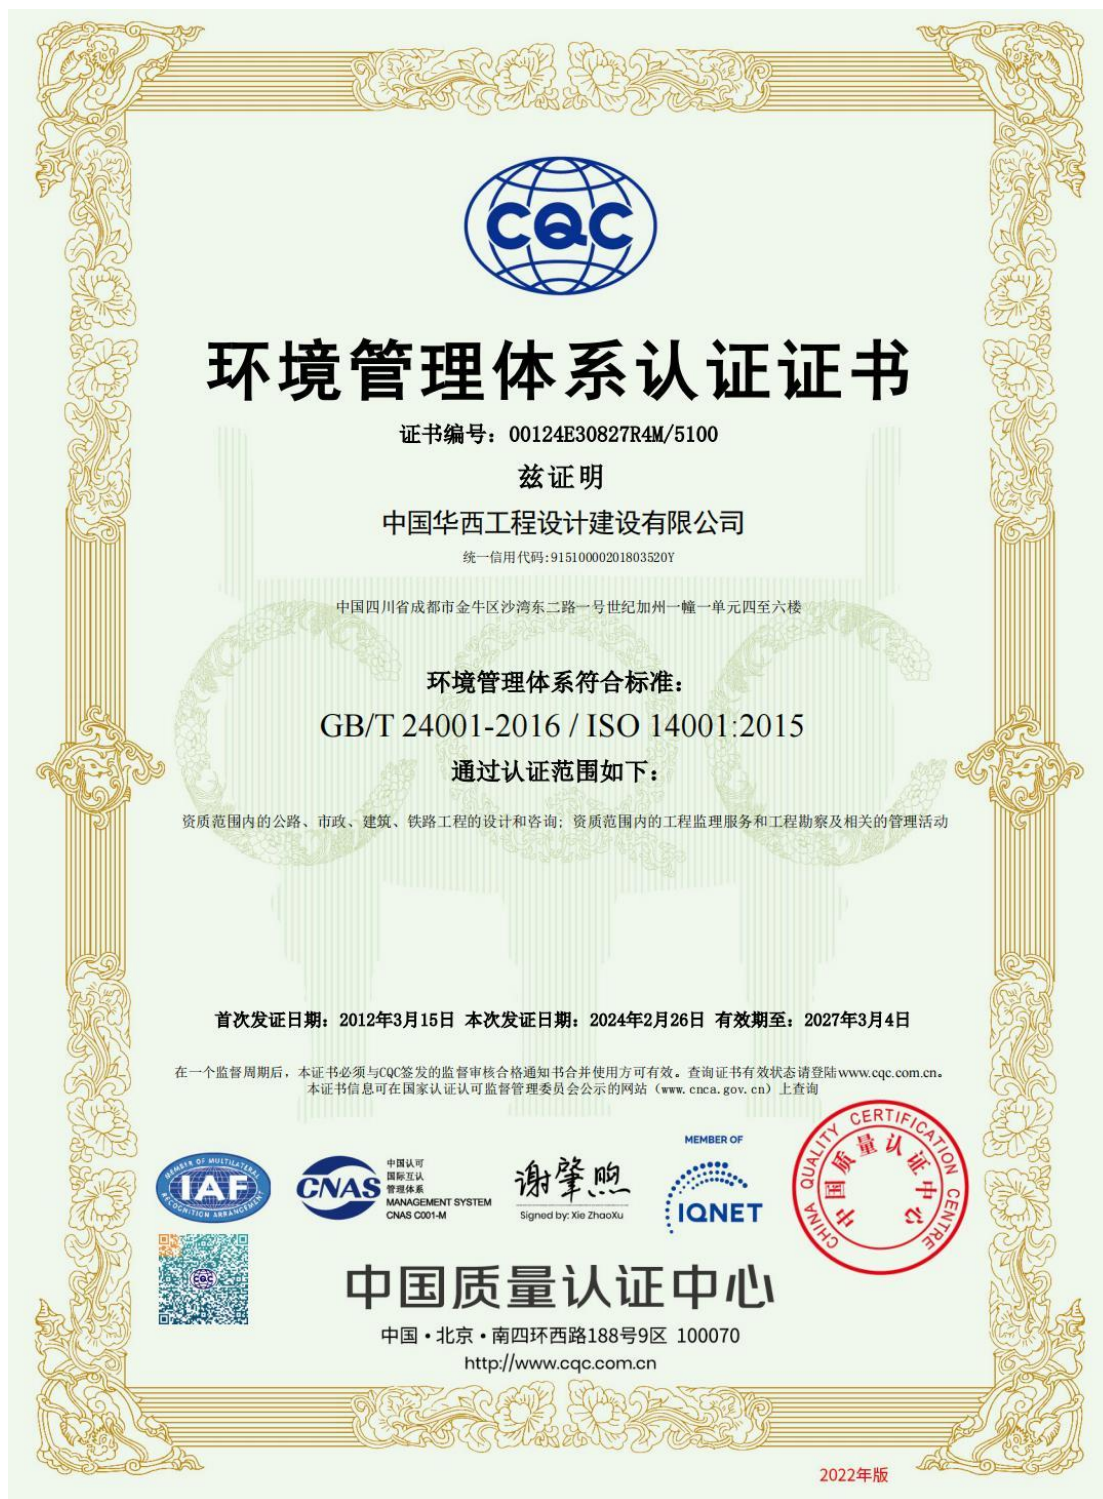 CQC
环境管理体系认证证书
证书编号：00124E30827R4M/5100
兹证明
中国华西工程设计建设有限公司
统一信用代码:91510000201803520Y
中国四川省成都市金牛区沙湾东二路一号世纪加州一幢一单元四至六楼
环境管理体系符合标准：
GB/T 24001-2016 / ISO 14001:2015
通过认证范围如下：
资质范围内的公路、市政、建筑、铁路工程的设计和咨询；资质范围内的工程监理服务和工程勘察及相关的管理活动
首次发证日期：2012年3月15日 本次发证日期：2024年2月26日 有效期至：2027年3月4日
在一个监督周期后，本证书必须与CQC签发的监督审核合格通知书合并使用方可有效。查询证书有效状态请登陆www.cqc.com.cn。
本证书信息可在国家认证认可监督管理委员会公示的网站（www.cnca.gov.cn）上查询
MEMBER OF MULTILATERAL
IAF
RECOGNITION ARRANGEMENT
CNAS
中国认可
国际互认
管理体系
MANAGEMENT SYSTEM
CNAS C001-M
谢肇煦
Signed by: Xie ZhaoXu
MEMBER OF
IQNET
CHINA QUALITY CERTIFICATION CENTRE
中国质量认证中心
CQC
中国质量认证中心
中国•北京•南四环西路188号9区 100070
http://www.cqc.com.cn
2022年版